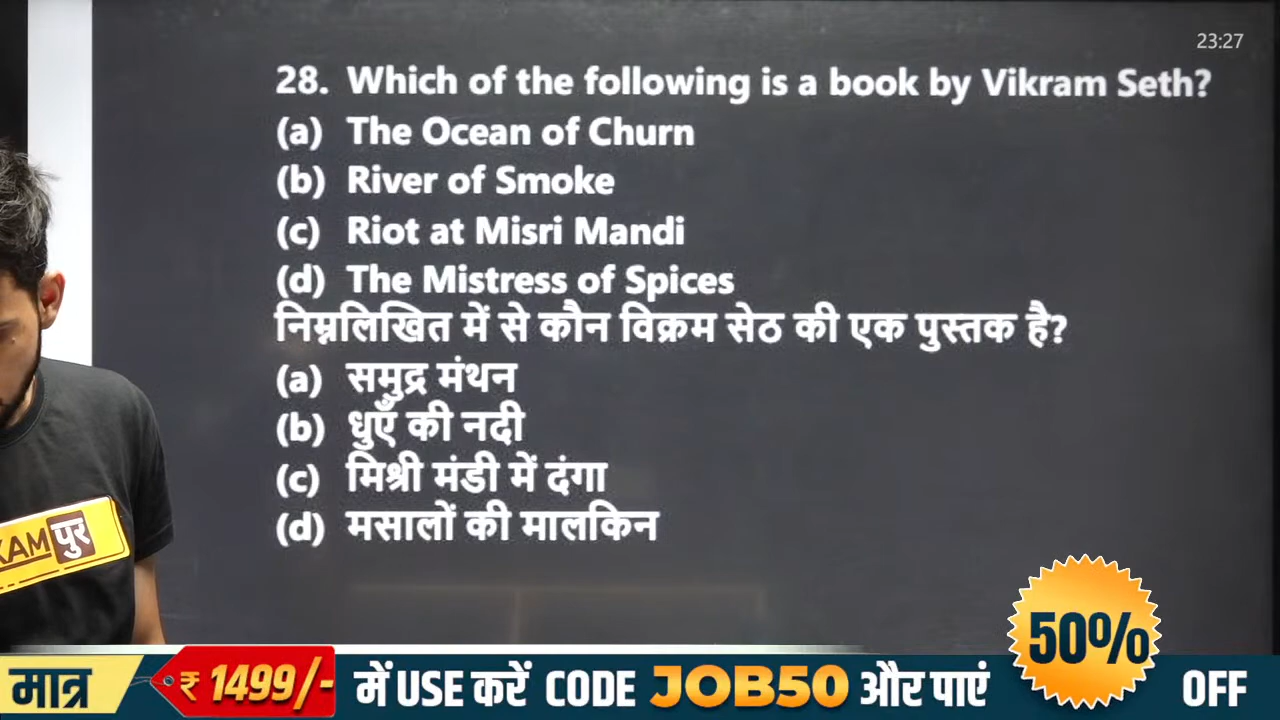 23:27
28. Which of the following is a book by Vikram Seth?
(a) The Ocean of Churn
(b) River of Smoke
(c) Riot at Misri Mandi
(d) The Mistress of Spices
निम्नलिखित में से कौन विक्रम सेठ की एक पुस्तक है?
(a) समुद्र मंथन
(b) धुएँ की नदी
(c) मिश्री मंडी में दंगा
(d) मसालों की मालकिन
XAM पुर
मात्र ₹ 1499/- में USE करें CODE JOB50 और पाएं 50% OFF